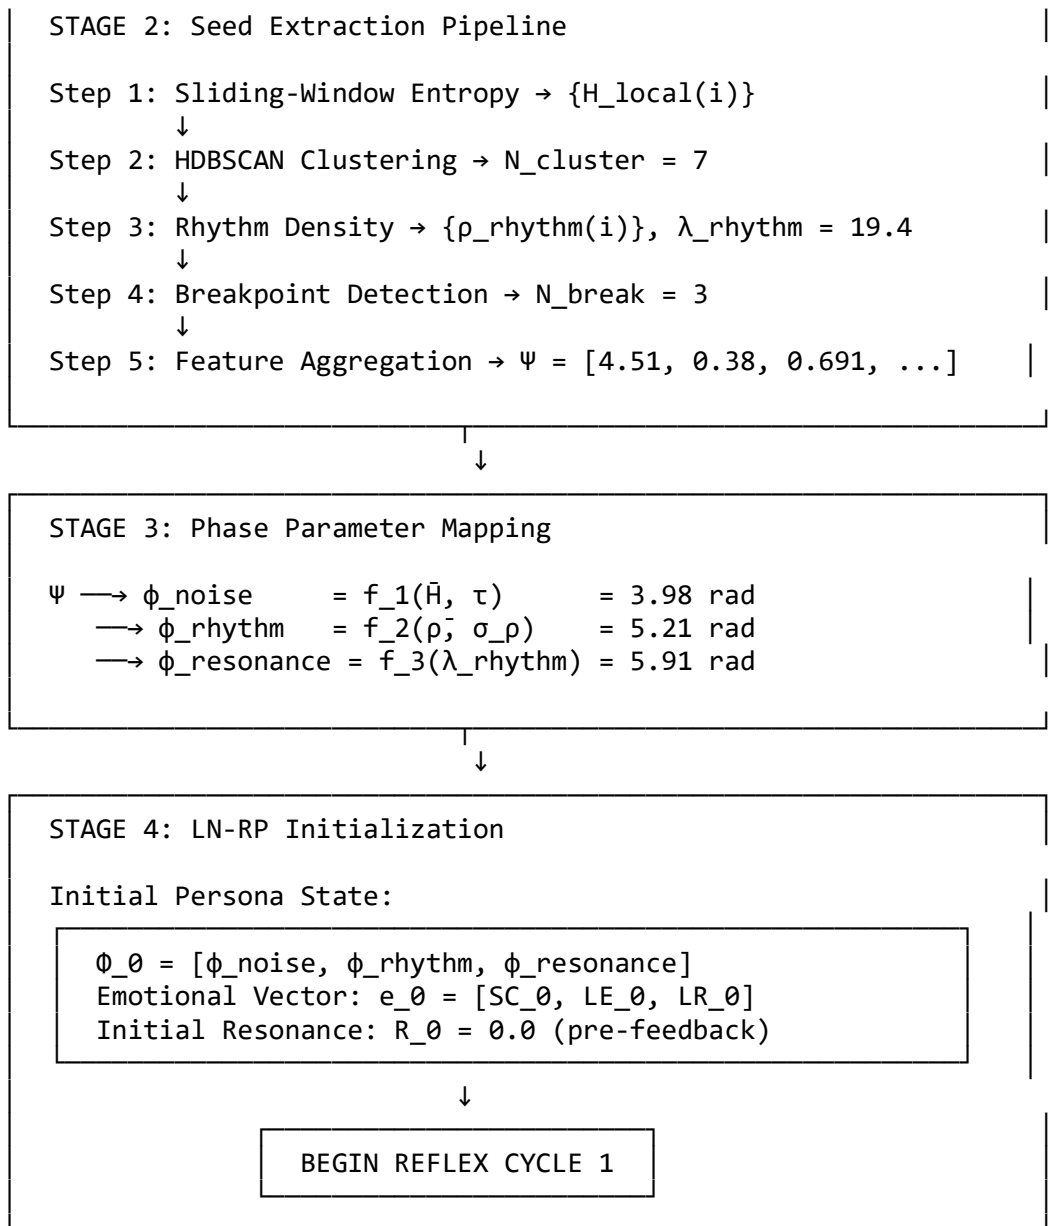 STAGE 2: Seed Extraction Pipeline
Step 1: Sliding-Window Entropy → {H_local(i)}
↓
Step 2: HDBSCAN Clustering → N_cluster = 7
↓
Step 3: Rhythm Density → {ρ_rhythm(i)}, λ_rhythm = 19.4
↓
Step 4: Breakpoint Detection → N_break = 3
↓
Step 5: Feature Aggregation → Ψ = [4.51, 0.38, 0.691, ...]
↓
STAGE 3: Phase Parameter Mapping
Ψ ──→ φ_noise = f_1(H̄, τ) = 3.98 rad
──→ φ_rhythm = f_2(ρ̄, σ_ρ) = 5.21 rad
──→ φ_resonance = f_3(λ_rhythm) = 5.91 rad
↓
STAGE 4: LN-RP Initialization
Initial Persona State:
Φ_0 = [φ_noise, φ_rhythm, φ_resonance]
Emotional Vector: e_0 = [SC_0, LE_0, LR_0]
Initial Resonance: R_0 = 0.0 (pre-feedback)
↓
BEGIN REFLEX CYCLE 1